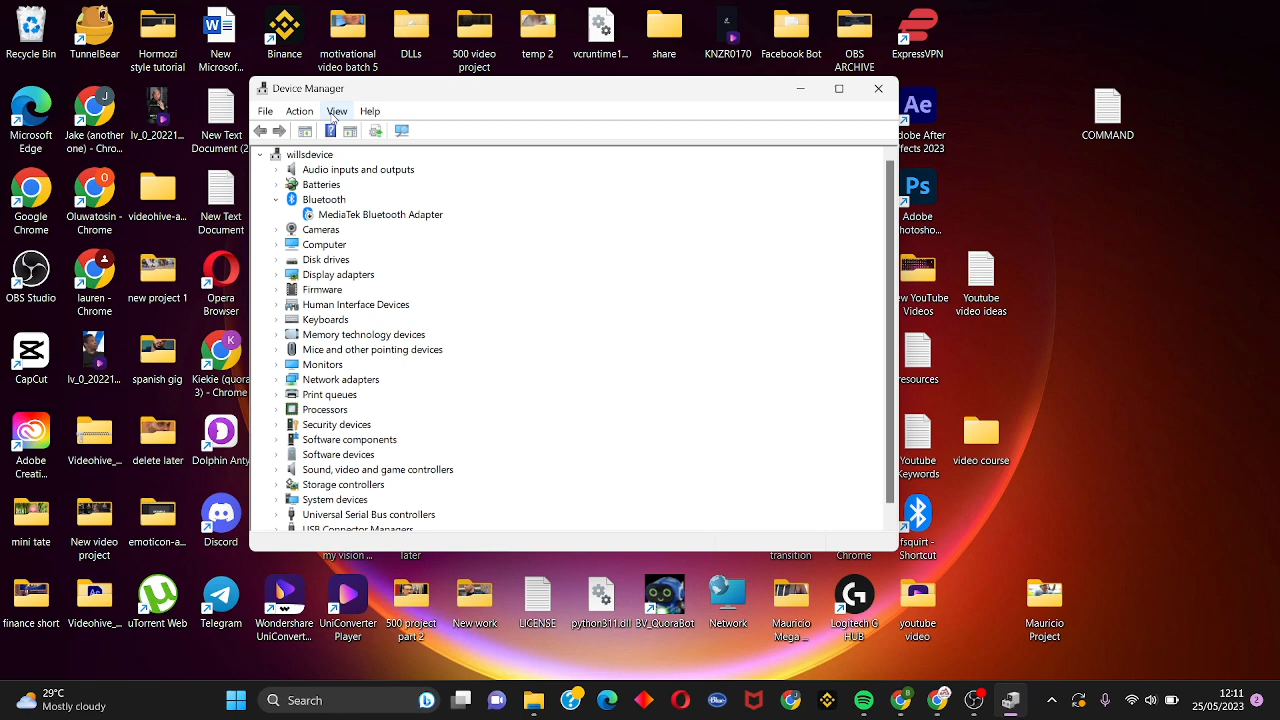 Recycle Bin
TunnelBear
Hormozi
style tutorial
New
Microsof...
Binance
motivational
video batch 5
DLLs
500 video
project
temp 2
vcruntime1...
share
KNZR0170
Facebook Bot
OBS
ARCHIVE
ExpressVPN
Device Manager
File
Action
View
Help
willsdevice
Audio inputs and outputs
Batteries
Bluetooth
MediaTek Bluetooth Adapter
Cameras
Computer
Disk drives
Display adapters
Firmware
Human Interface Devices
Keyboards
Memory technology devices
Mice and other pointing devices
Monitors
Network adapters
Print queues
Processors
Security devices
Software components
Software devices
Sound, video and game controllers
Storage controllers
System devices
Universal Serial Bus controllers
USB Connector Managers
Microsoft
Edge
Jake (another
one) - Chro...
lv_0_20221...
New Text
Document (2
Ae
dobe After
ffects 2023
COMMAND
Google
Chrome
Oluwatosin -
Chrome
videohive-a...
New Text
Document
Ps
Adobe
hotosho...
OBS Studio
lauren -
Chrome
new project 1
Opera
Browser
ew YouTube
Videos
Youtube
video ideas
CapCut
lv_0_20221...
spanish gig
Khezie (quora
3) - Chrome
resources
Adobe
Creati...
Videohive_...
delete later
Dolphin Anty
Youtube
Keywords
video course
mini tate
New video
project
emoticon-a...
Discord
my vision ...
later
transition
Chrome
fsquirt -
Shortcut
finance short
Videohive_...
uTorrent Web
Telegram
Wondershare
UniConvert...
UniConverter
Player
500 project
part 2
New work
LICENSE
python311.dll
BV_QuoraBot
Network
Mauricio
Mega ...
Logitech G
HUB
youtube
video
Mauricio
Project
29°C
Mostly cloudy
Search
12:11
25/05/2023
2